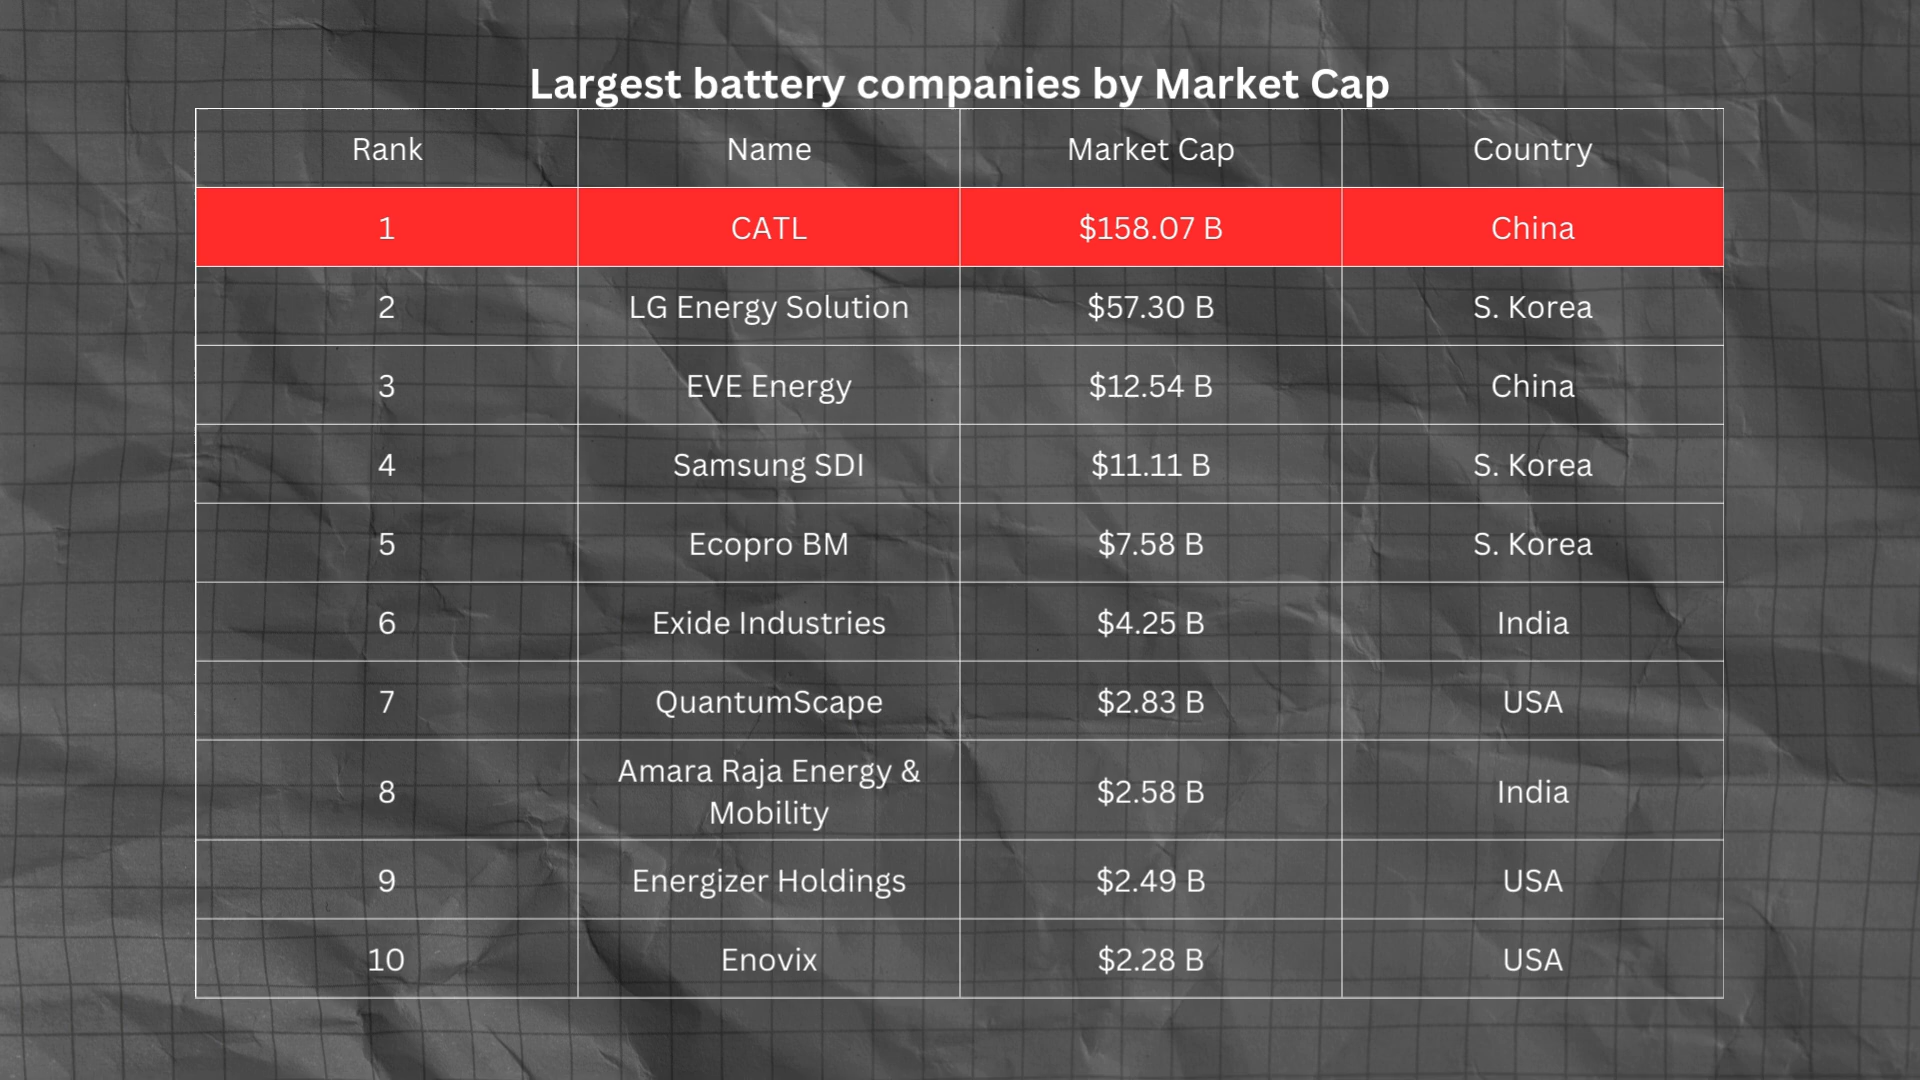 Largest battery companies by Market Cap
Rank Name Market Cap Country
1 CATL $158.07 B China
2 LG Energy Solution $57.30 B S. Korea
3 EVE Energy $12.54 B China
4 Samsung SDI $11.11 B S. Korea
5 Ecopro BM $7.58 B S. Korea
6 Exide Industries $4.25 B India
7 QuantumScape $2.83 B USA
8 Amara Raja Energy & Mobility $2.58 B India
9 Energizer Holdings $2.49 B USA
10 Enovix $2.28 B USA